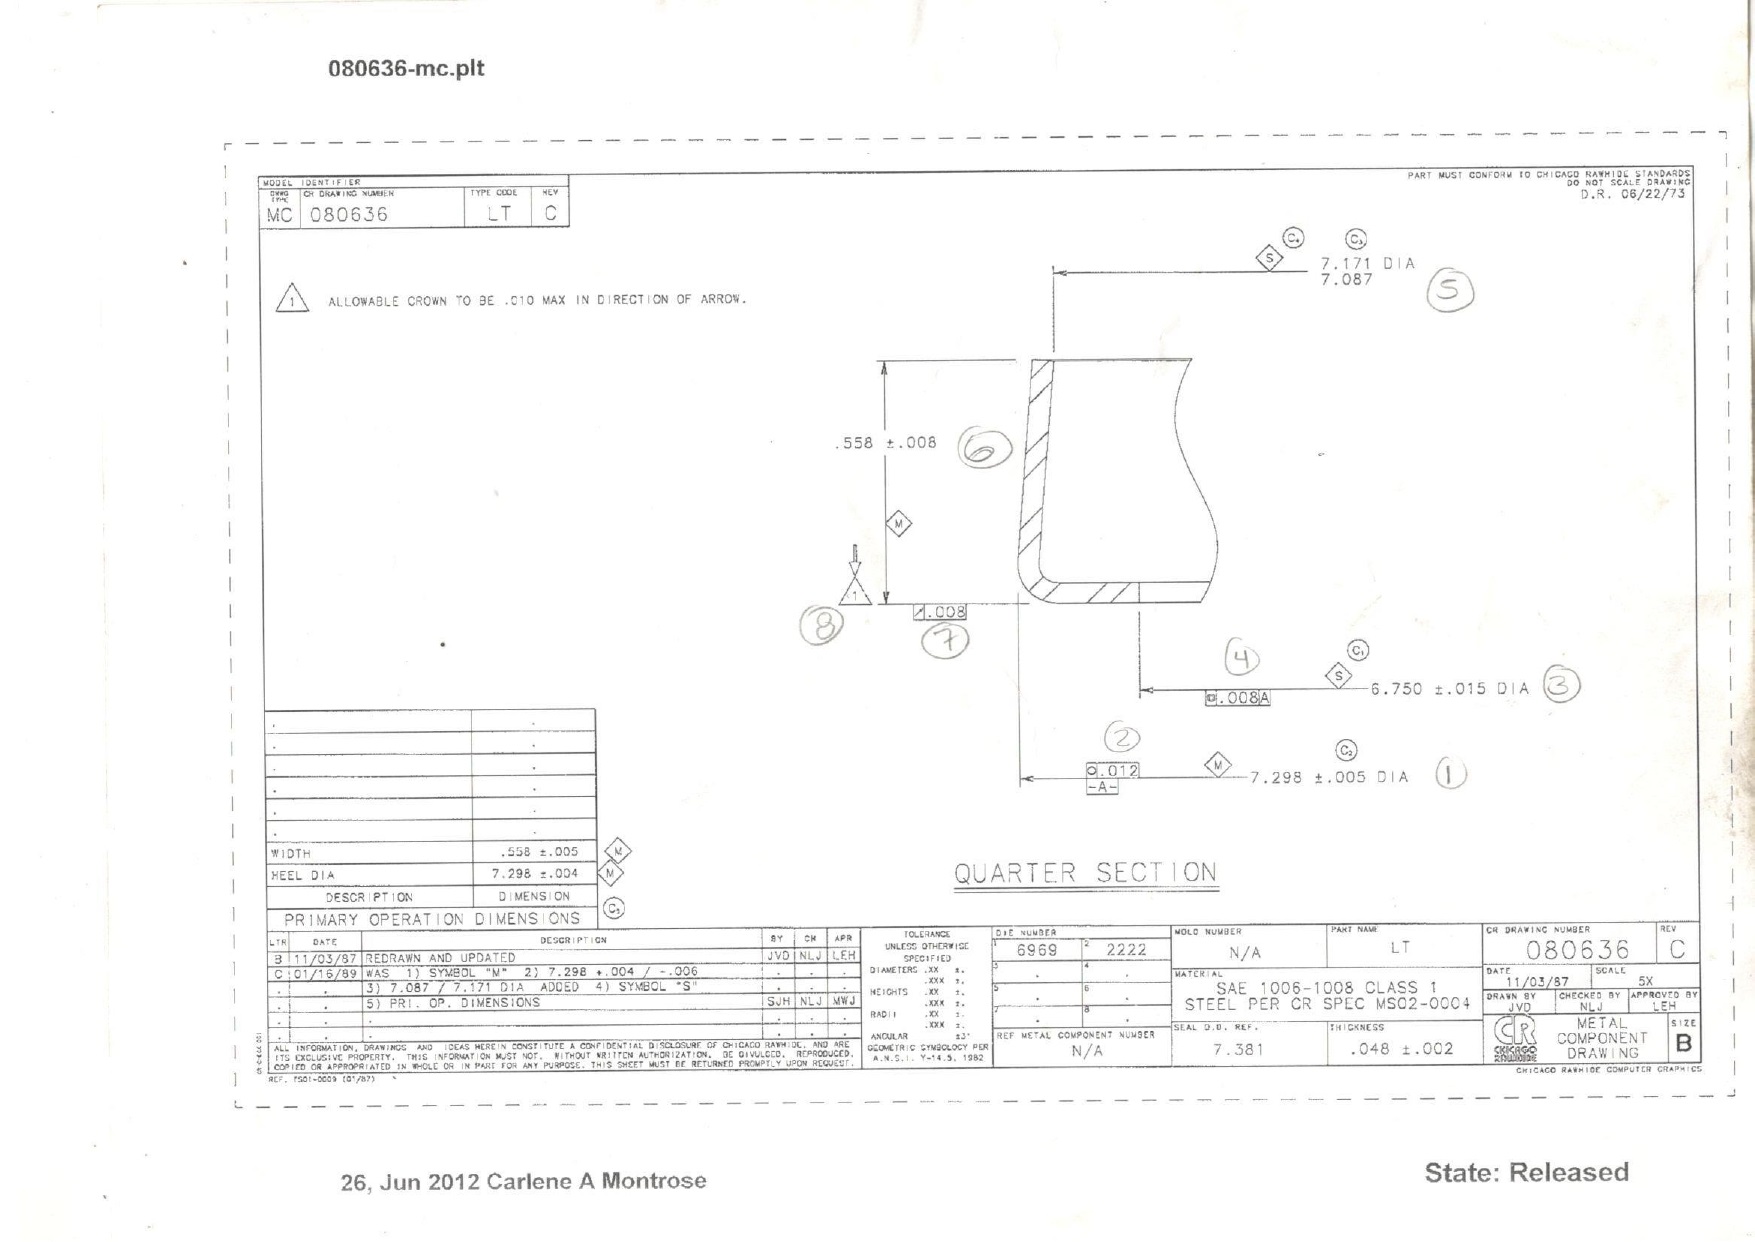 080636-mc.plt
MODEL IDENTIFIER
DWNG TYPE CR DRAWING NUMBER TYPE CODE REV
MC 080636 LT C
PART MUST CONFORM TO CHICAGO RAWHIDE STANDARDS
DO NOT SCALE DRAWING
D.R. 06/22/73
1 ALLOWABLE CROWN TO BE .010 MAX IN DIRECTION OF ARROW.
C4 C3
S 7.171 DIA
7.087
5
.558 ±.008 6
M
1
8
.008
7
4 C1
S
6.750 ±.015 DIA 3
.008 A
2 C2
M
.012
-A-
7.298 ±.005 DIA 1
QUARTER SECTION
WIDTH .558 ±.005 M
HEEL DIA 7.298 ±.004 M
DESCRIPTION DIMENSION
PRIMARY OPERATION DIMENSIONS C5
LTR DATE DESCRIPTION BY CH APR
B 11/03/87 REDRAWN AND UPDATED JVD NLJ LEH
C 01/16/89 WAS 1) SYMBOL "M" 2) 7.298 +.004 / -.006
3) 7.087 / 7.171 DIA ADDED 4) SYMBOL "S"
5) PRI. OP. DIMENSIONS SJH NLJ MWJ
ALL INFORMATION, DRAWINGS AND IDEAS HEREIN CONSTITUTE A CONFIDENTIAL DISCLOSURE OF CHICAGO RAWHIDE, AND ARE
ITS EXCLUSIVE PROPERTY. THIS INFORMATION MUST NOT, WITHOUT WRITTEN AUTHORIZATION, BE DIVULGED, REPRODUCED,
COPIED OR APPROPRIATED IN WHOLE OR IN PART FOR ANY PURPOSE. THIS SHEET MUST BE RETURNED PROMPTLY UPON REQUEST.
REF. TS01-0009 (01/87)
TOLERANCE
UNLESS OTHERWISE
SPECIFIED
DIAMETERS .XX ±.
.XXX ±.
HEIGHTS .XX ±.
.XXX ±.
RADII .XX ±.
.XXX ±.
ANGULAR ±3°
GEOMETRIC SYMBOLOGY PER
A.N.S.I. Y-14.5, 1982
DIE NUMBER
1 6969 2 2222
3 4
5 6
7 8
REF METAL COMPONENT NUMBER
N/A
MOLD NUMBER
N/A
PART NAME
LT
MATERIAL
SAE 1006-1008 CLASS 1
STEEL PER CR SPEC MS02-0004
SEAL O.D. REF.
7.381
THICKNESS
.048 ±.002
CR DRAWING NUMBER REV
080636 C
DATE SCALE
11/03/87 5X
DRAWN BY CHECKED BY APPROVED BY
JVD NLJ LEH
CR
CHICAGO RAWHIDE
METAL
COMPONENT
DRAWING
SIZE
B
CHICAGO RAWHIDE COMPUTER GRAPHICS
26, Jun 2012 Carlene A Montrose
State: Released